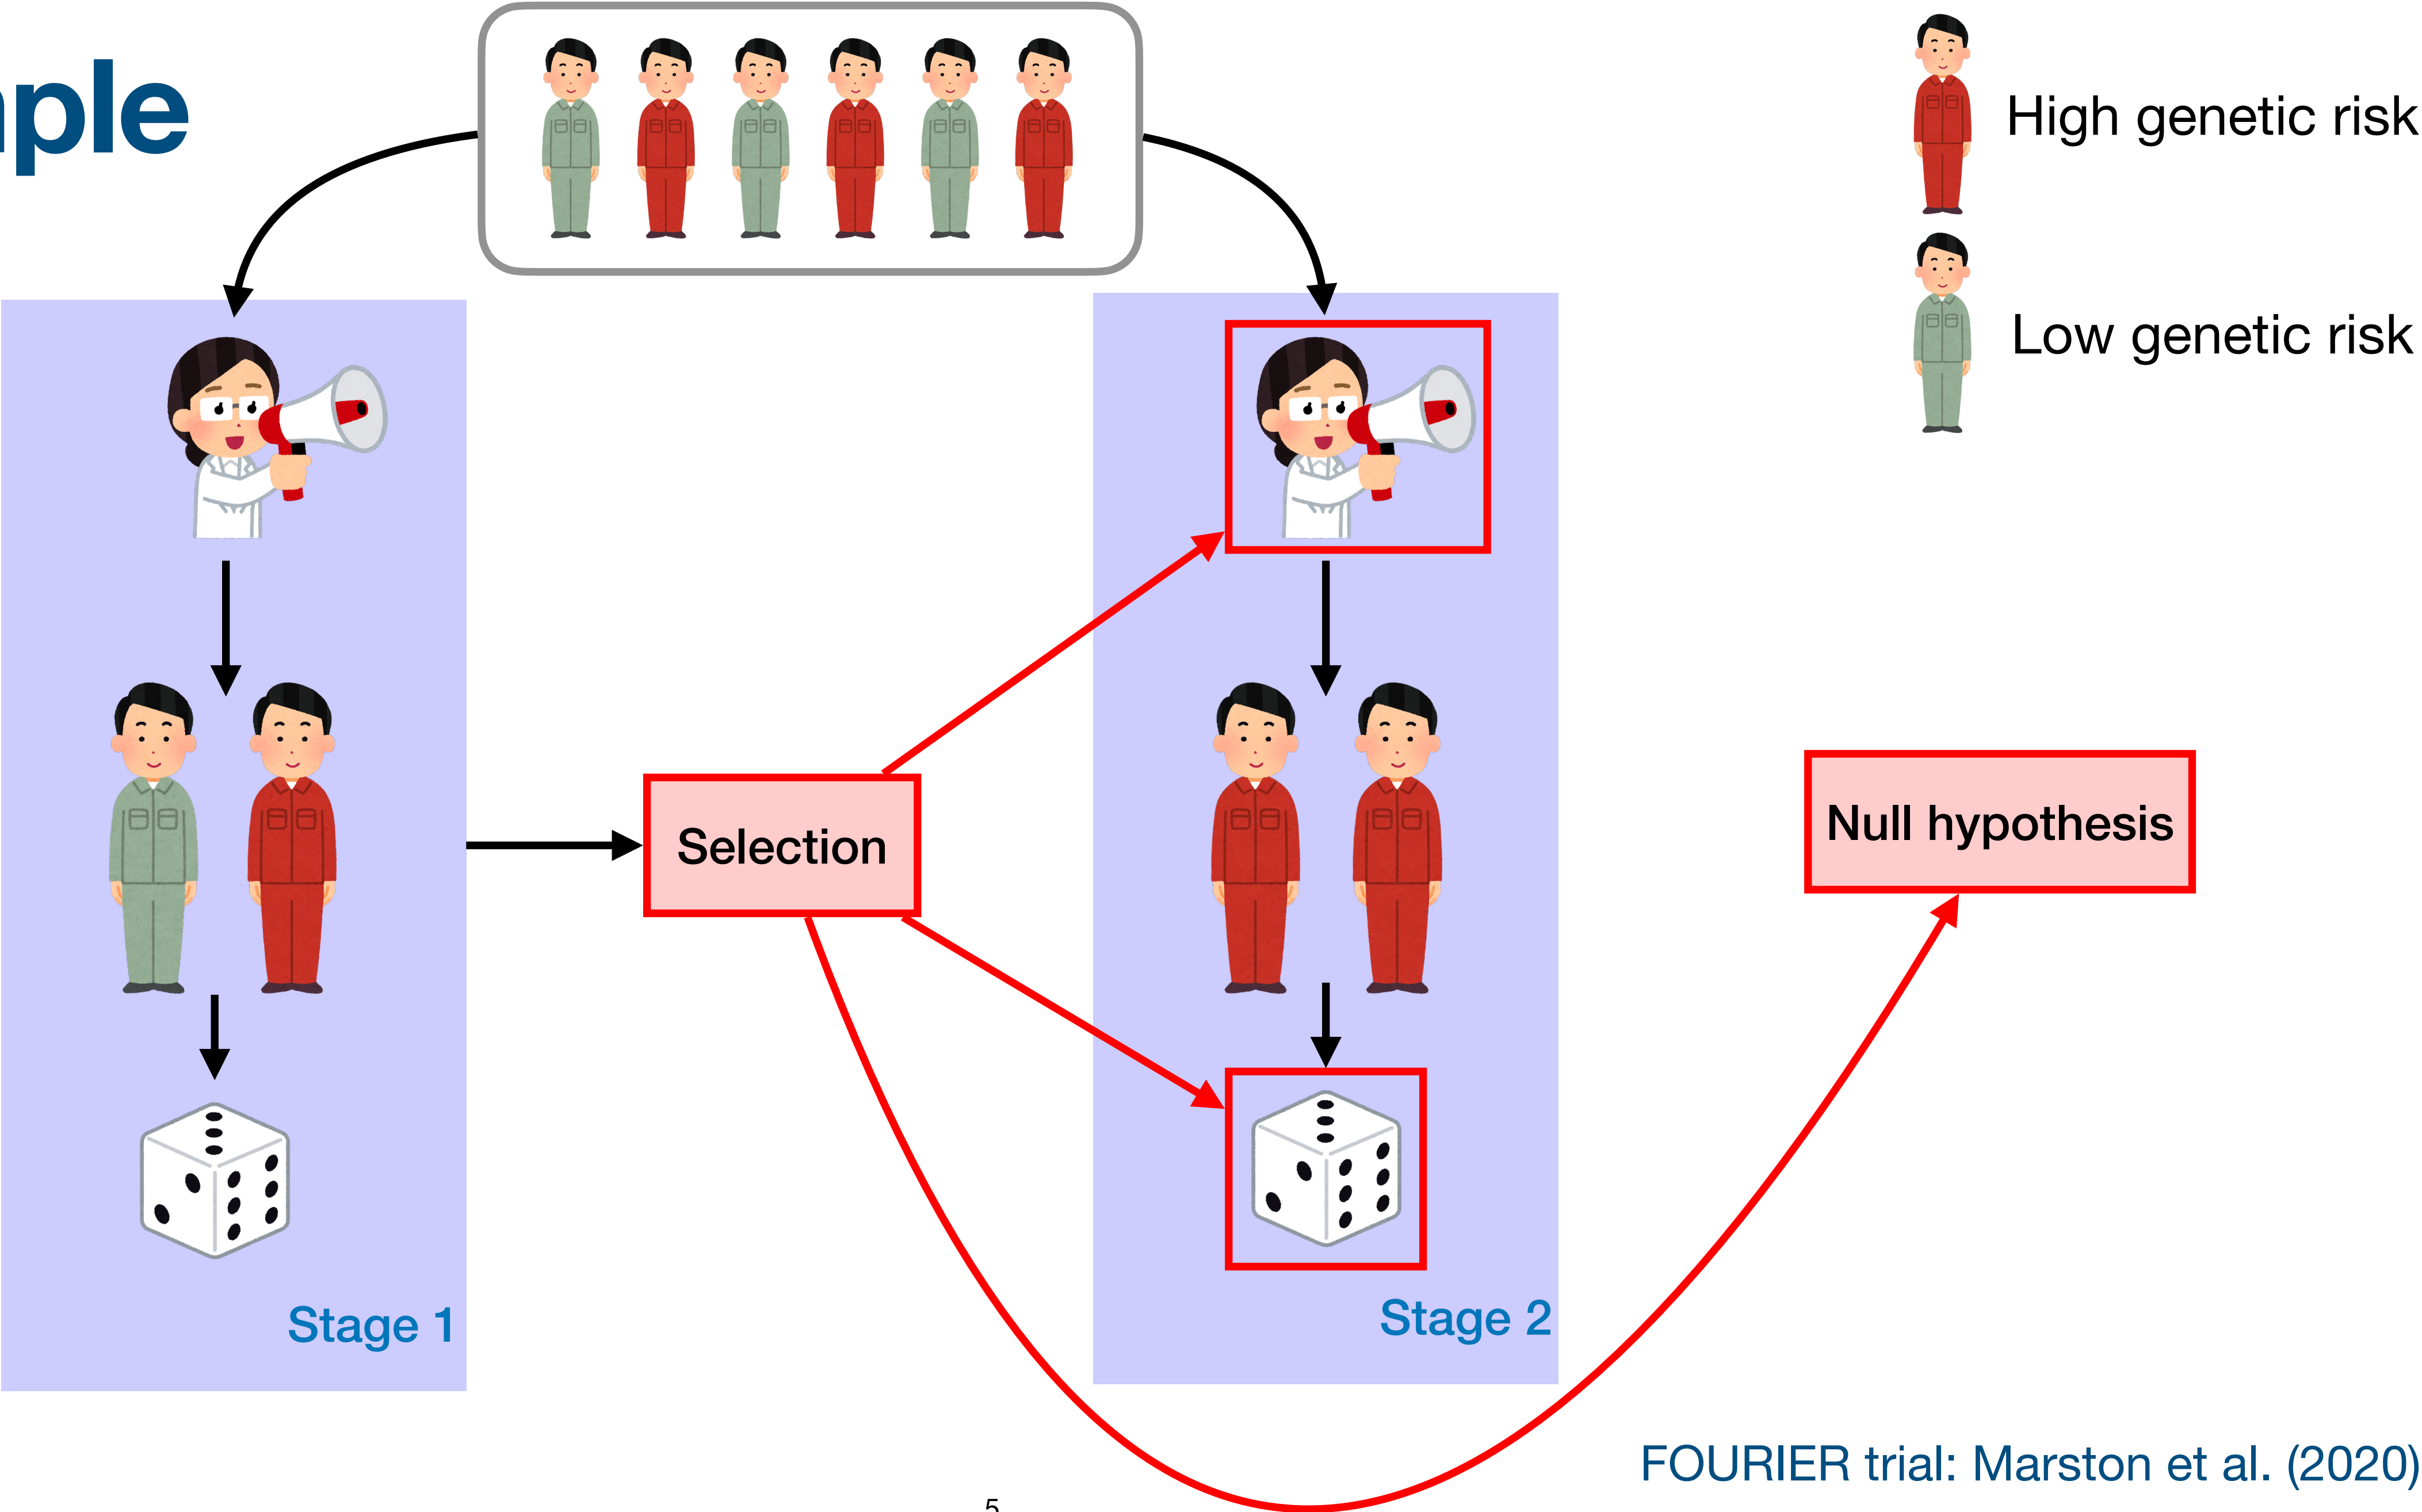 ple
High genetic risk
Low genetic risk
Selection
Null hypothesis
Stage 1
Stage 2
FOURIER trial: Marston et al. (2020)
5